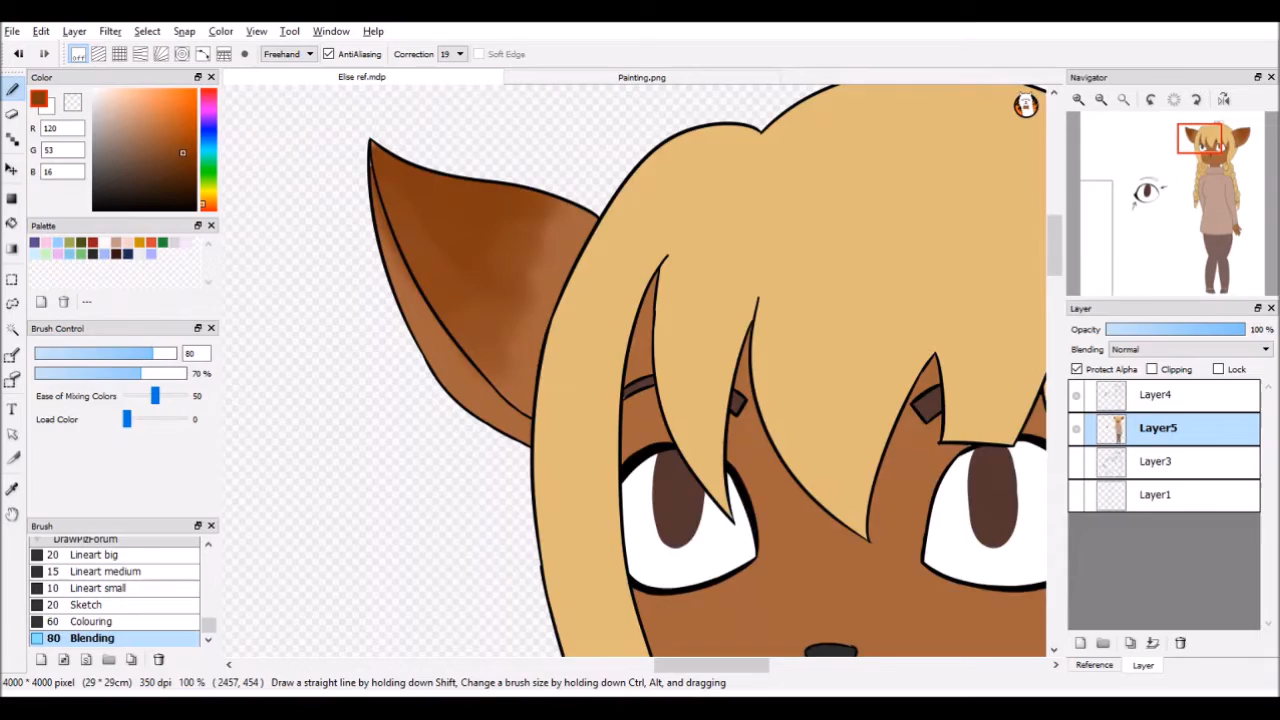 File Edit Layer Filter Select Snap Color View Tool Window Help
off Freehand AntiAliasing Correction 19 Soft Edge
Color
Elise ref.mdp
Painting.png
Navigator
R 120
G 53
B 16
Palette
---
Brush Control
80
70 %
Ease of Mixing Colors 50
Load Color 0
Brush
DrawPizForum
20 Lineart big
15 Lineart medium
10 Lineart small
20 Sketch
60 Colouring
80 Blending
Layer
Opacity 100 %
Blending Normal
Protect Alpha Clipping Lock
Layer4
Layer5
Layer3
Layer1
Reference Layer
4000 * 4000 pixel (29 * 29cm) 350 dpi 100 % ( 2457, 454 ) Draw a straight line by holding down Shift, Change a brush size by holding down Ctrl, Alt, and dragging